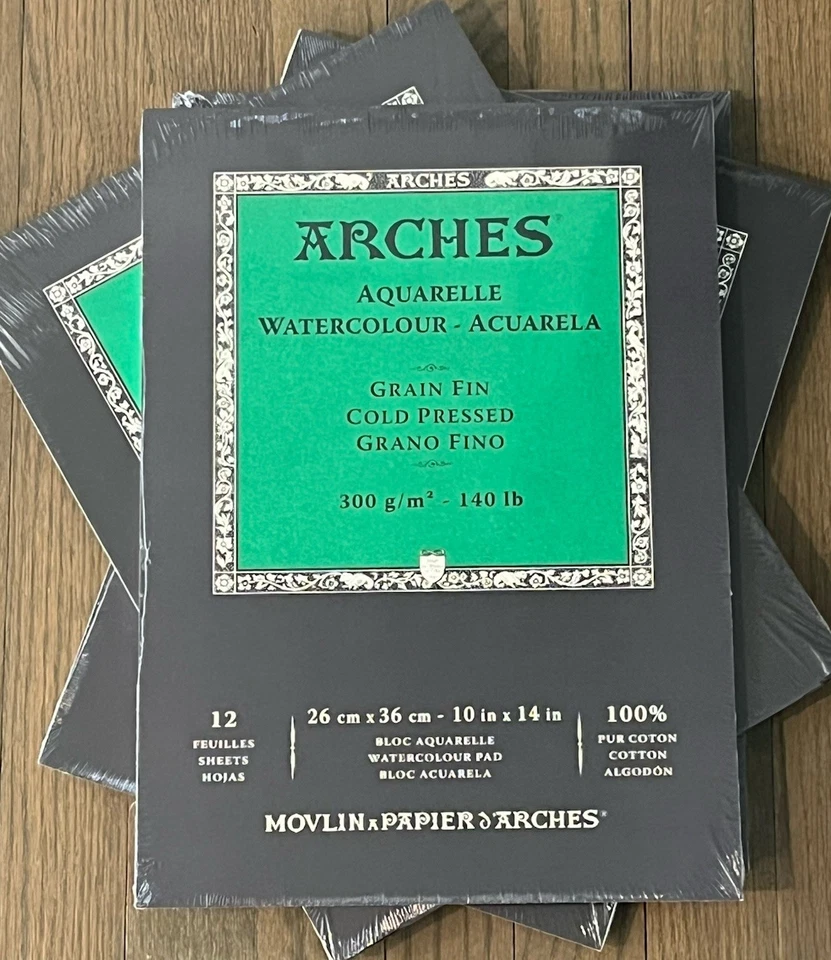 ARCHES
ARCHES®
AQUARELLE
WATERCOLOUR - ACUARELA
GRAIN FIN
COLD PRESSED
GRANO FINO
300 g/m² - 140 lb
12
FEUILLES
SHEETS
HOJAS
26 cm x 36 cm - 10 in x 14 in
BLOC AQUARELLE
WATERCOLOUR PAD
BLOC ACUARELA
100%
PUR COTON
COTTON
ALGODÓN
MOVLIN A PAPIER D'ARCHES®